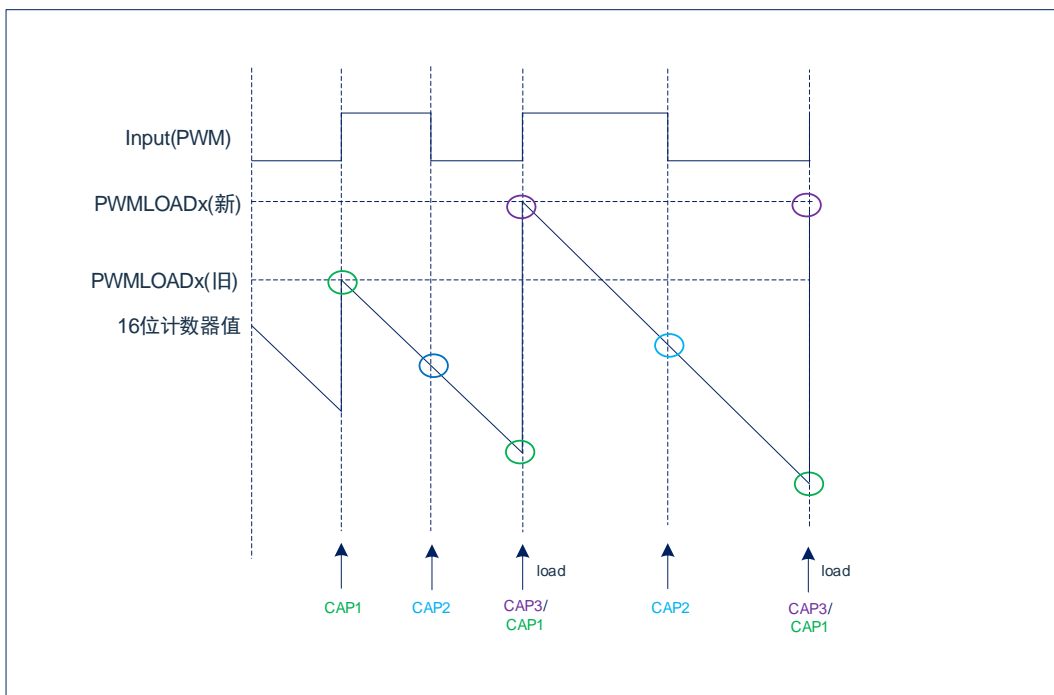 Input(PWM)
PWMLOADx(新)
PWMLOADx(旧)
16位计数器值
load
load
CAP1
CAP2
CAP3/
CAP1
CAP2
CAP3/
CAP1